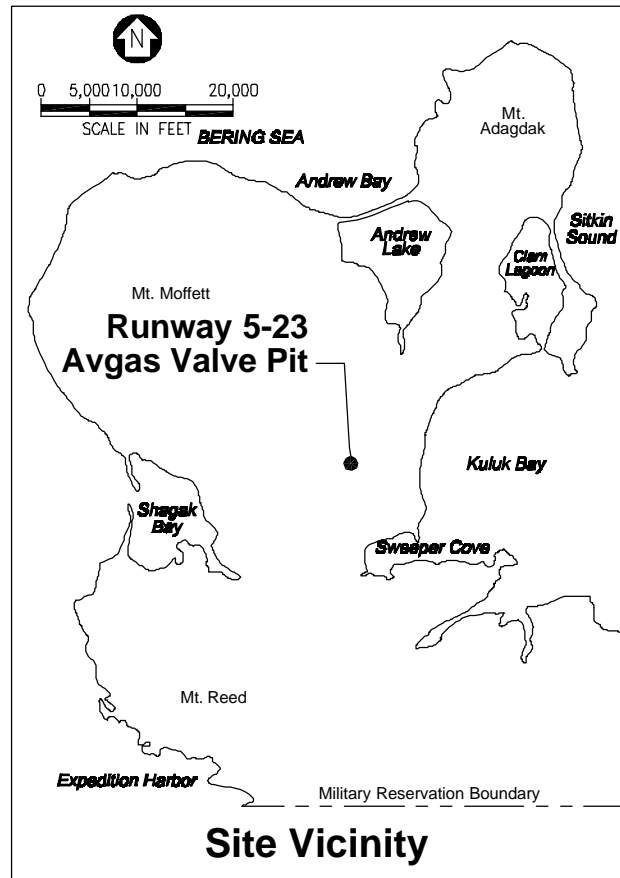 N
0 5,000 10,000 20,000
SCALE IN FEET
BERING SEA
Mt.
Adagdak
Andrew Bay
Andrew
Lake
Sitkin
Sound
Clam
Lagoon
Mt. Moffett
Runway 5-23
Avgas Valve Pit
Kuluk Bay
Shagak
Bay
Sweeper Cove
Mt. Reed
Expedition Harbor
Military Reservation Boundary
Site Vicinity